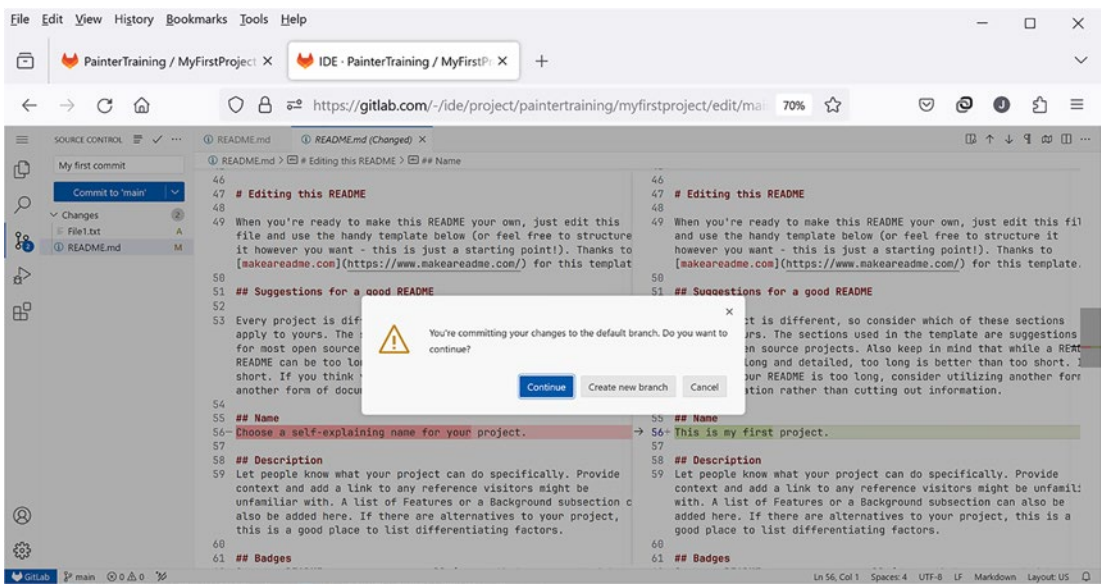 File Edit View History Bookmarks Tools Help
PainterTraining / MyFirstProject
IDE · PainterTraining / MyFirstPr
https://gitlab.com/-/ide/project/paintertraining/myfirstproject/edit/mai 70%
SOURCE CONTROL
My first commit
Commit to 'main'
Changes 2
File1.txt A
README.md M
README.md README.md (Changed)
README.md > # Editing this README > ## Name
46
47 # Editing this README
48
49 When you're ready to make this README your own, just edit this
file and use the handy template below (or feel free to structure
it however you want - this is just a starting point!). Thanks to
[makeareadme.com](https://www.makeareadme.com/) for this templat
50
51 ## Suggestions for a good README
52
53 Every project is dif
apply to yours. The s
for most open source
README can be too lon
short. If you think
another form of docum
54
55 ## Name
56- Choose a self-explaining name for your project.
57
58 ## Description
59 Let people know what your project can do specifically. Provide
context and add a link to any reference visitors might be
unfamiliar with. A list of Features or a Background subsection c
also be added here. If there are alternatives to your project,
this is a good place to list differentiating factors.
60
61 ## Badges
46
47 # Editing this README
48
49 When you're ready to make this README your own, just edit this fil
and use the handy template below (or feel free to structure it
however you want - this is just a starting point!). Thanks to
[makeareadme.com](https://www.makeareadme.com/) for this template.
50
51 ## Suggestions for a good README
ct is different, so consider which of these sections
urs. The sections used in the template are suggestions
en source projects. Also keep in mind that while a READ
long and detailed, too long is better than too short. I
our README is too long, consider utilizing another form
ation rather than cutting out information.
55 ## Name
56+ This is my first project.
57
58 ## Description
59 Let people know what your project can do specifically. Provide
context and add a link to any reference visitors might be unfamili
with. A list of Features or a Background subsection can also be
added here. If there are alternatives to your project, this is a
good place to list differentiating factors.
60
61 ## Badges
You're committing your changes to the default branch. Do you want to
continue?
Continue Create new branch Cancel
GitLab main 0 0 Ln 56, Col 1 Spaces: 4 UTF-8 LF Markdown Layout: US